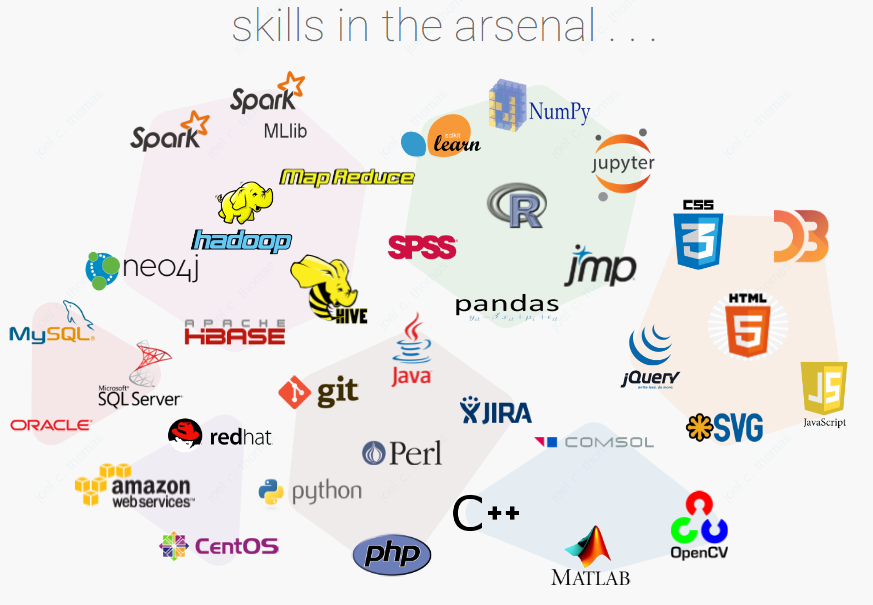 skills in the arsenal . . .
Spark
MLlib
Spark
NumPy
scikit
learn
jupyter
Map Reduce
hadoop
R
SPSS
CSS
3
D3
jmp
neo4j
HIVE
pandas
HTML
5
MySQL
APACHE
HBASE
Java
jQuery
write less, do more.
Microsoft
SQL Server
git
JIRA
JS
JavaScript
ORACLE
redhat
SVG
COMSOL
Perl
amazon
web services™
python
C++
CentOS
php
OpenCV
MATLAB